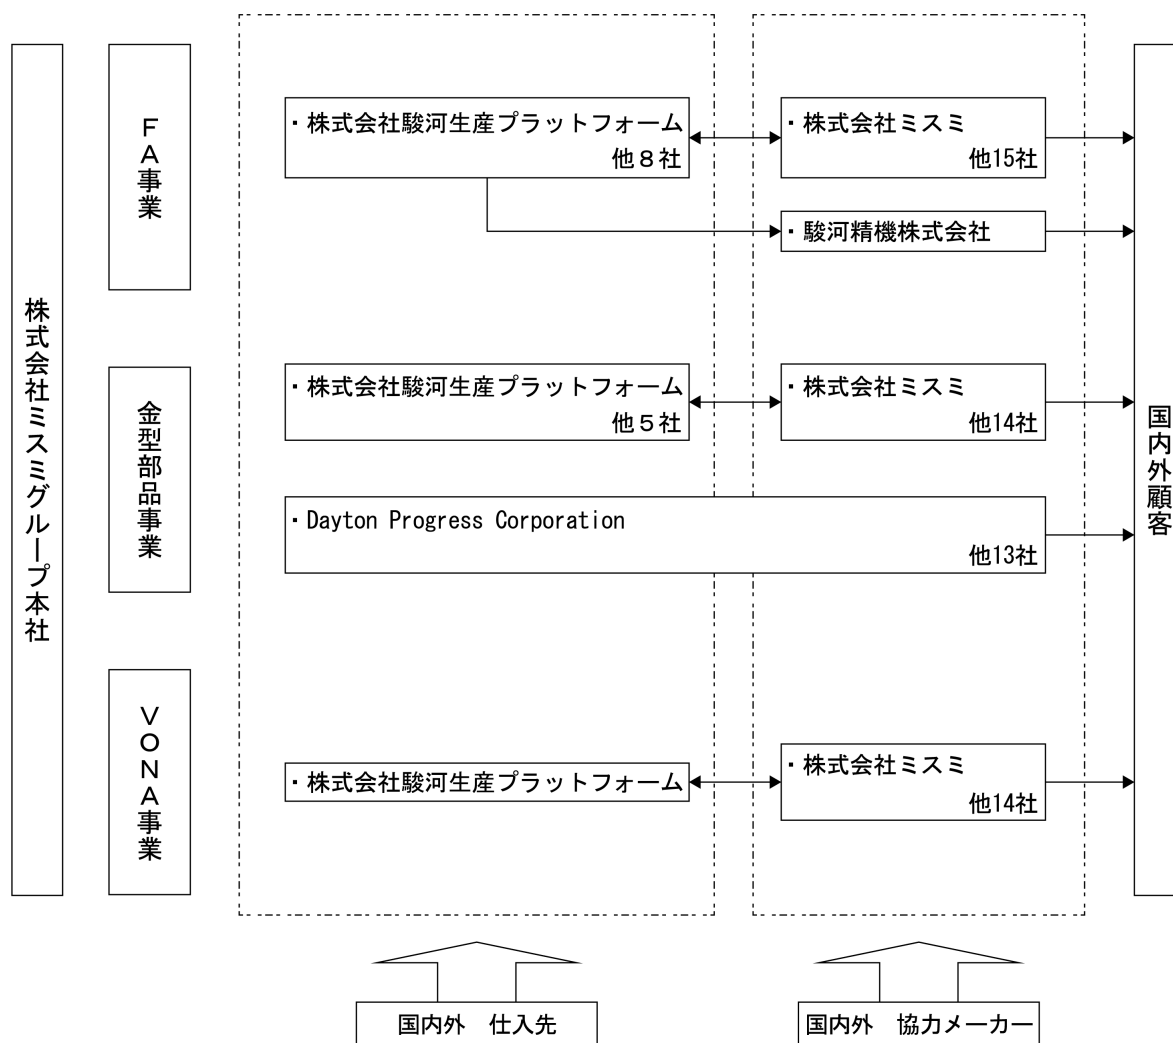 株式会社ミスミグループ本社
ＦＡ事業
・株式会社駿河生産プラットフォーム
他８社
・株式会社ミスミ
他15社
・駿河精機株式会社
金型部品事業
・株式会社駿河生産プラットフォーム
他５社
・株式会社ミスミ
他14社
・Dayton Progress Corporation
他13社
ＶＯＮＡ事業
・株式会社駿河生産プラットフォーム
・株式会社ミスミ
他14社
国内外顧客
国内外　仕入先
国内外　協力メーカー